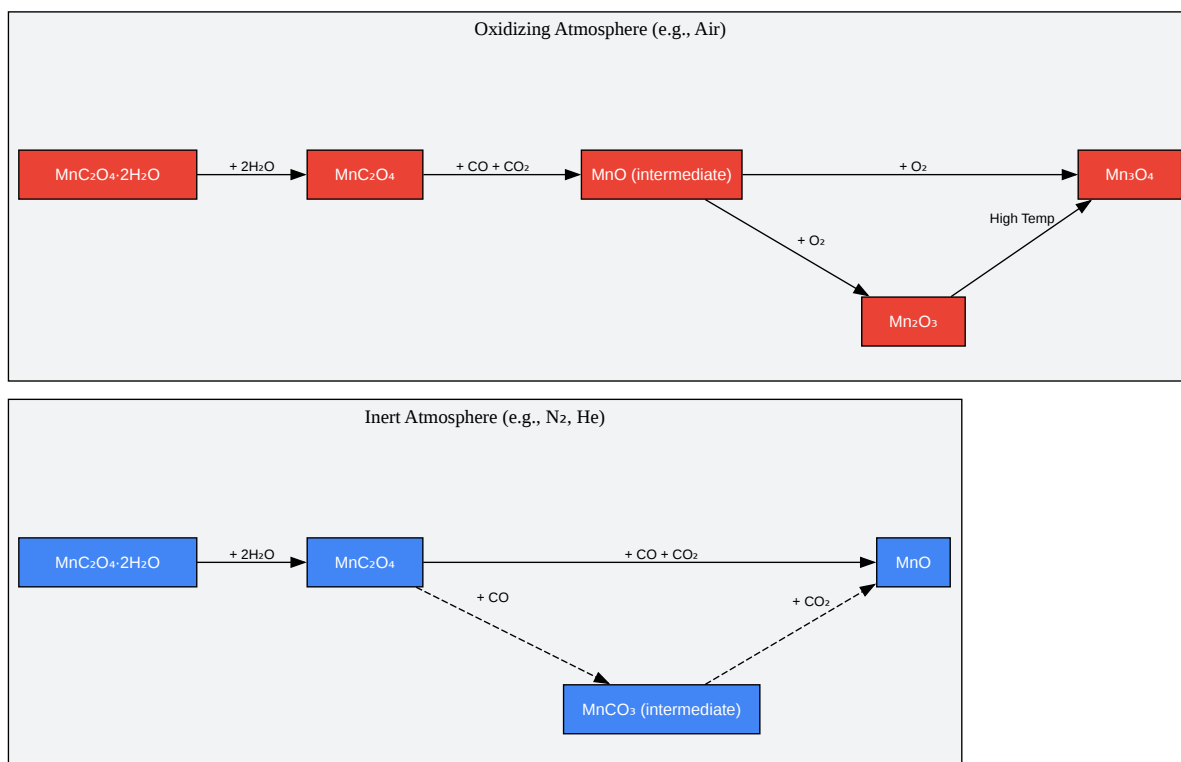 Oxidizing Atmosphere (e.g., Air)
MnC₂O₄·2H₂O
+ 2H₂O
MnC₂O₄
+ CO + CO₂
MnO (intermediate)
+ O₂
Mn₃O₄
+ O₂
High Temp
Mn₂O₃
Inert Atmosphere (e.g., N₂, He)
MnC₂O₄·2H₂O
+ 2H₂O
MnC₂O₄
+ CO + CO₂
MnO
+ CO
+ CO₂
MnCO₃ (intermediate)